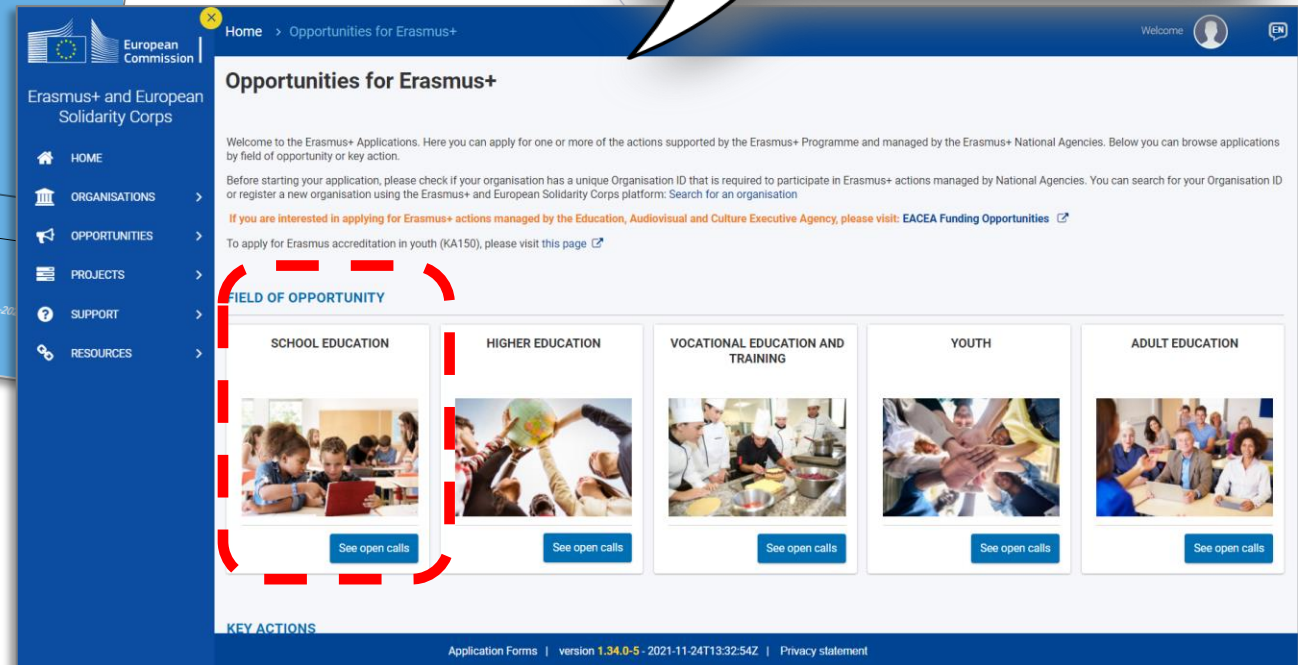 European
Commission
Home > Opportunities for Erasmus+
Welcome
EN
Erasmus+ and European
Solidarity Corps
HOME
ORGANISATIONS
OPPORTUNITIES
PROJECTS
SUPPORT
RESOURCES
Opportunities for Erasmus+
Welcome to the Erasmus+ Applications. Here you can apply for one or more of the actions supported by the Erasmus+ Programme and managed by the Erasmus+ National Agencies. Below you can browse applications
by field of opportunity or key action.
Before starting your application, please check if your organisation has a unique Organisation ID that is required to participate in Erasmus+ actions managed by National Agencies. You can search for your Organisation ID
or register a new organisation using the Erasmus+ and European Solidarity Corps platform: Search for an organisation
If you are interested in applying for Erasmus+ actions managed by the Education, Audiovisual and Culture Executive Agency, please visit: EACEA Funding Opportunities
To apply for Erasmus accreditation in youth (KA150), please visit this page
FIELD OF OPPORTUNITY
SCHOOL EDUCATION
See open calls
HIGHER EDUCATION
See open calls
VOCATIONAL EDUCATION AND
TRAINING
See open calls
YOUTH
See open calls
ADULT EDUCATION
See open calls
KEY ACTIONS
Application Forms | version 1.34.0-5 - 2021-11-24T13:32:54Z | Privacy statement